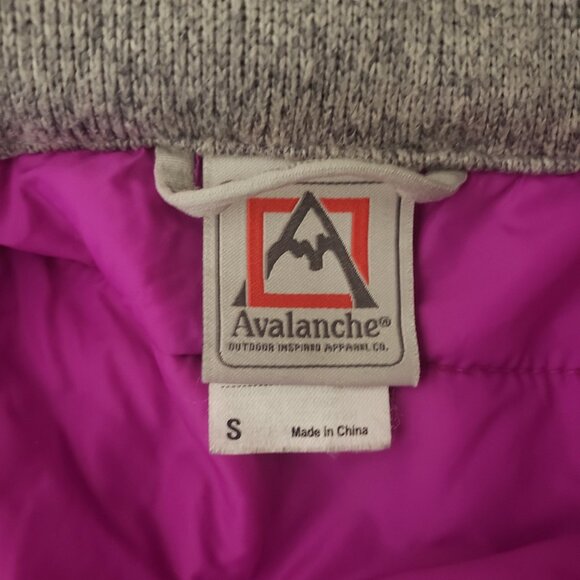 Avalanche®
OUTDOOR INSPIRED APPAREL CO.
S Made in China